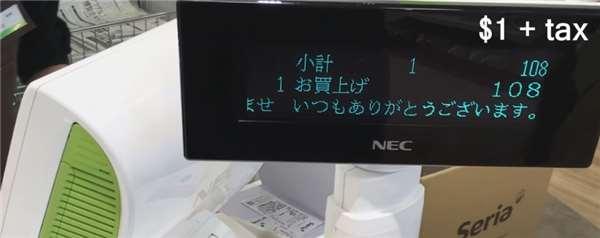 $1 + tax
小計 1 108
1 お買上げ 108
ませ いつもありがとうございます。
NEC
Seria